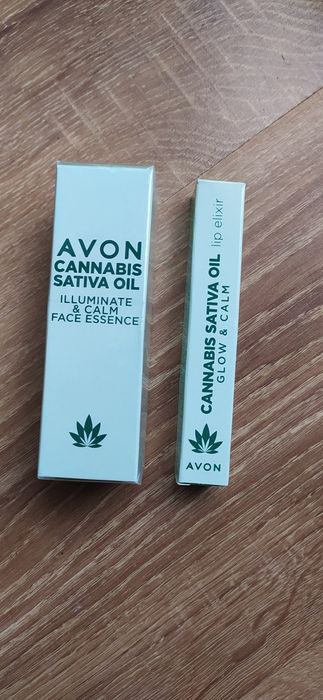 AVON
CANNABIS
SATIVA OIL
ILLUMINATE
& CALM
FACE ESSENCE
CANNABIS SATIVA OIL lip elixir
GLOW & CALM
AVON